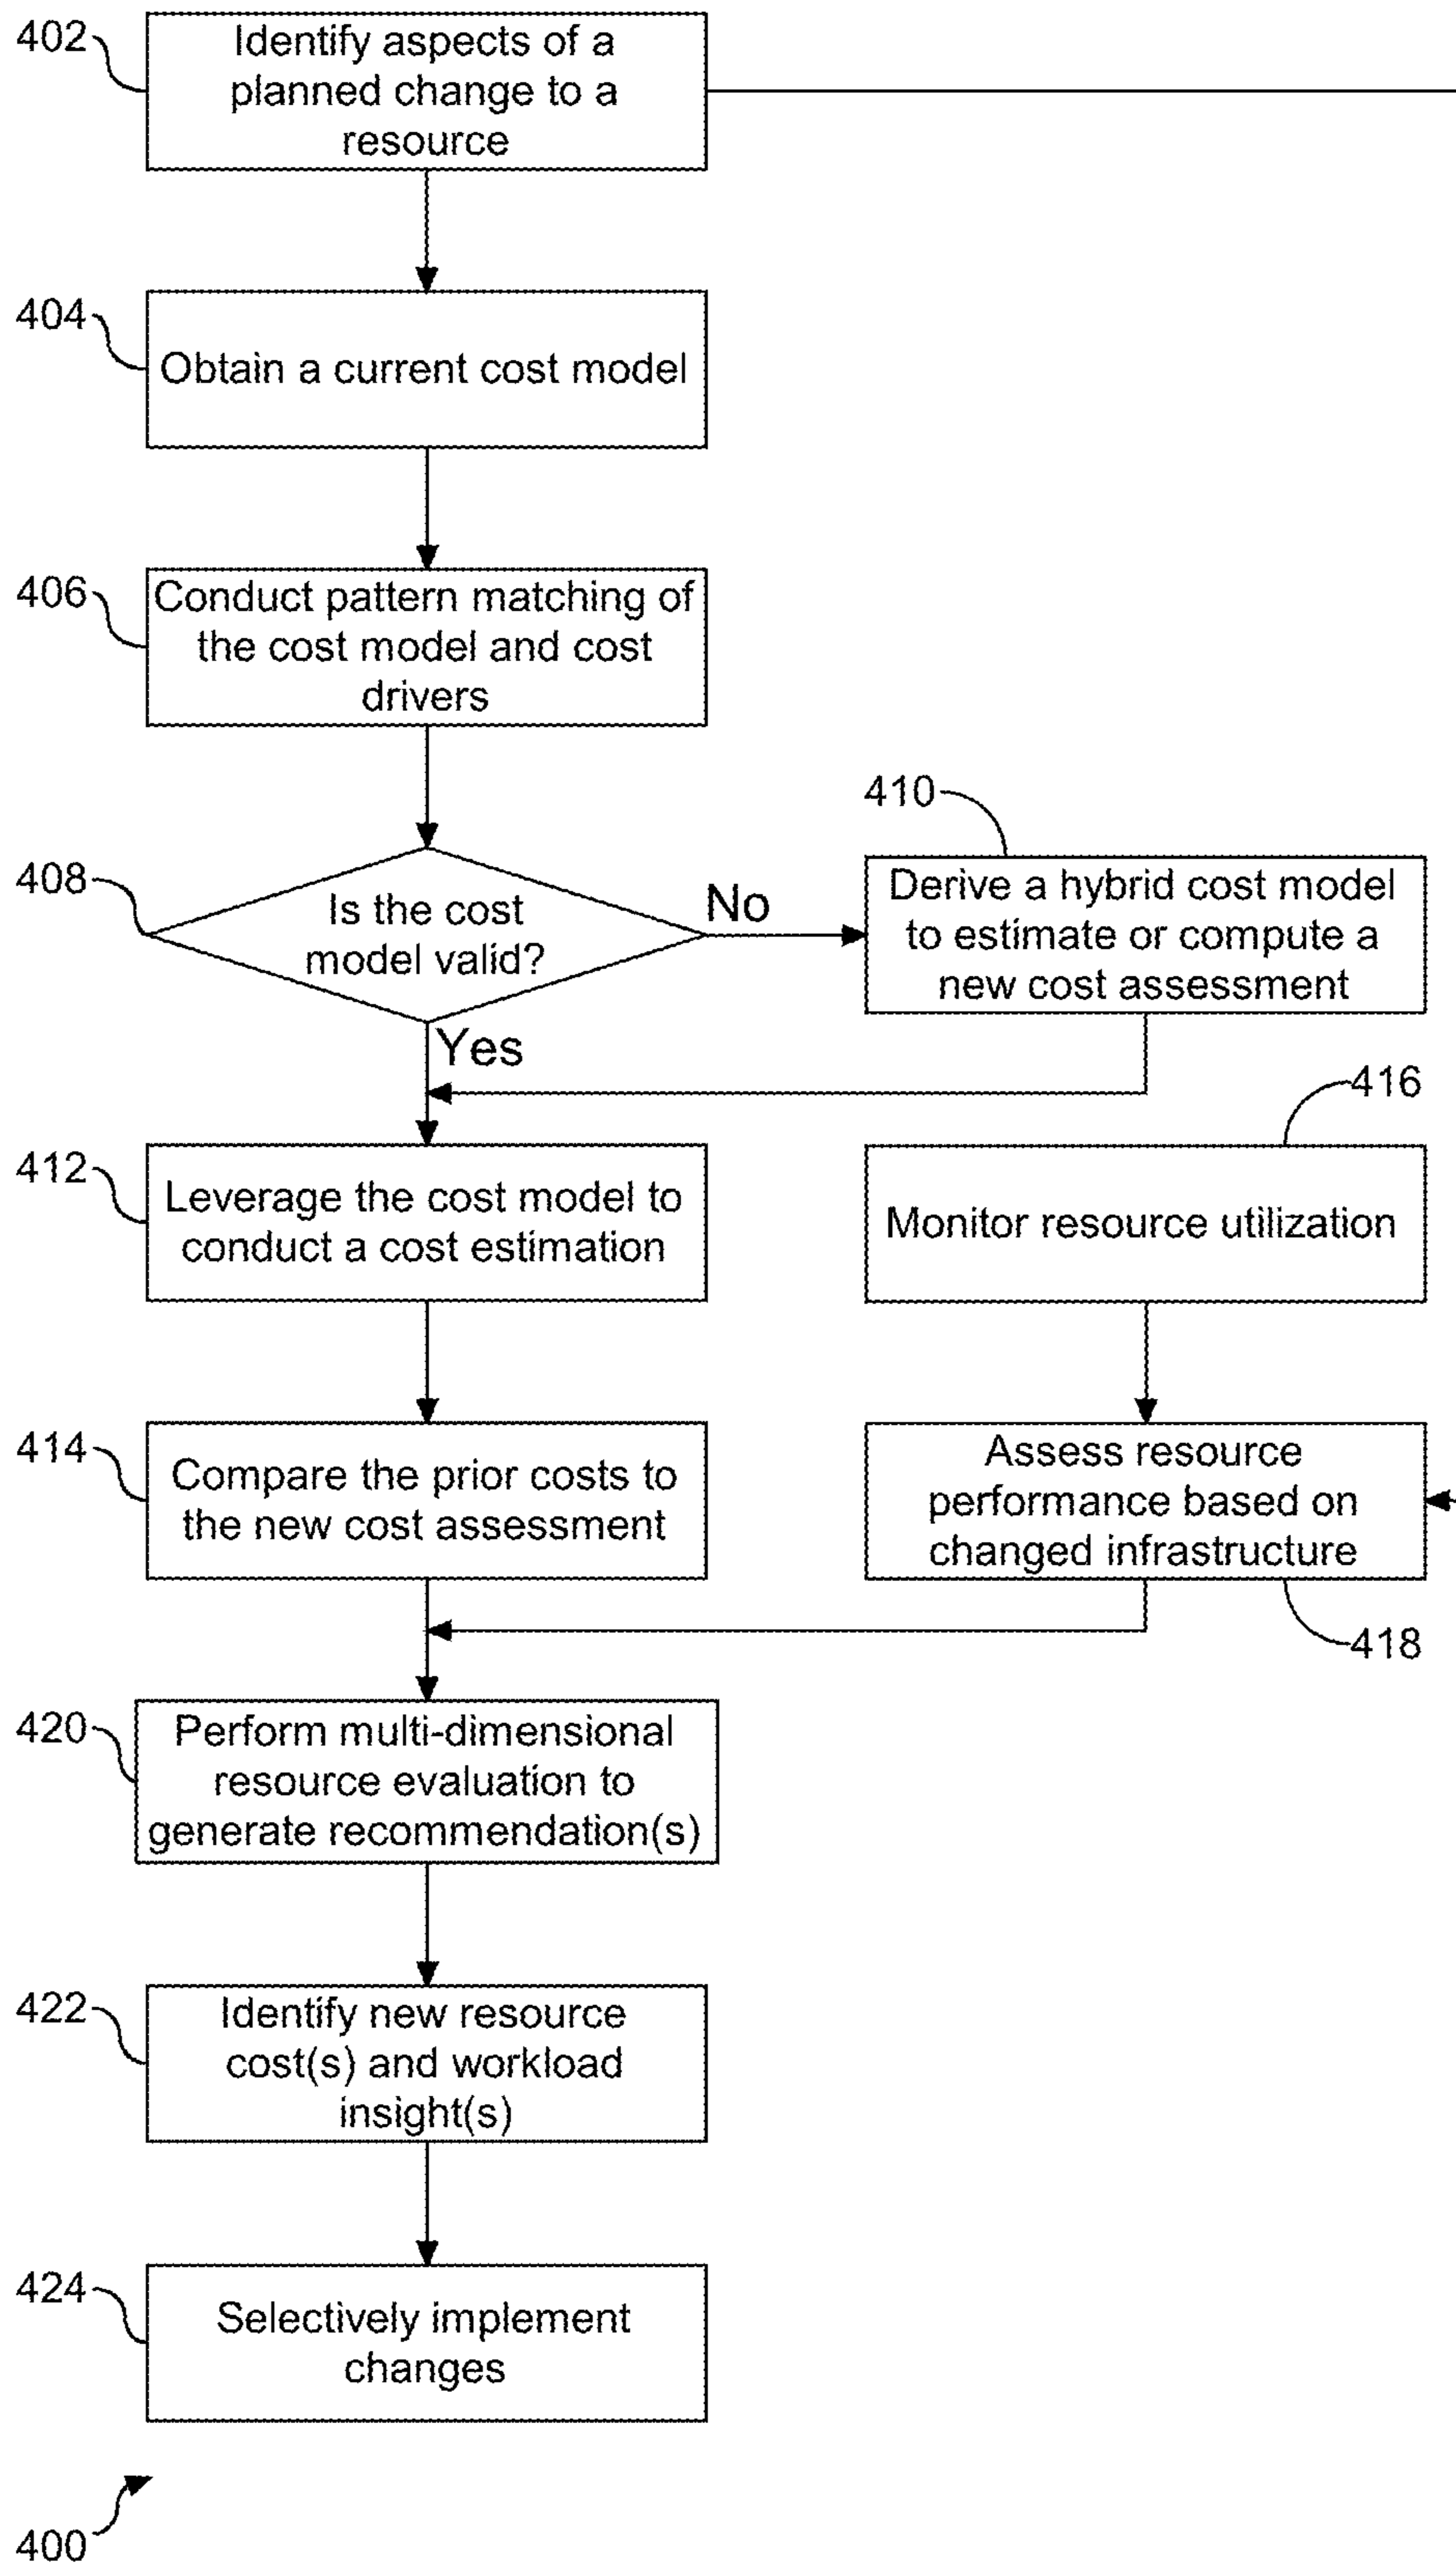 402
Identify aspects of a
planned change to a
resource
404
Obtain a current cost model
406
Conduct pattern matching of
the cost model and cost
drivers
408
Is the cost
model valid?
No
Yes
410
Derive a hybrid cost model
to estimate or compute a
new cost assessment
412
Leverage the cost model to
conduct a cost estimation
416
Monitor resource utilization
414
Compare the prior costs to
the new cost assessment
Assess resource
performance based on
changed infrastructure
418
420
Perform multi-dimensional
resource evaluation to
generate recommendation(s)
422
Identify new resource
cost(s) and workload
insight(s)
424
Selectively implement
changes
400